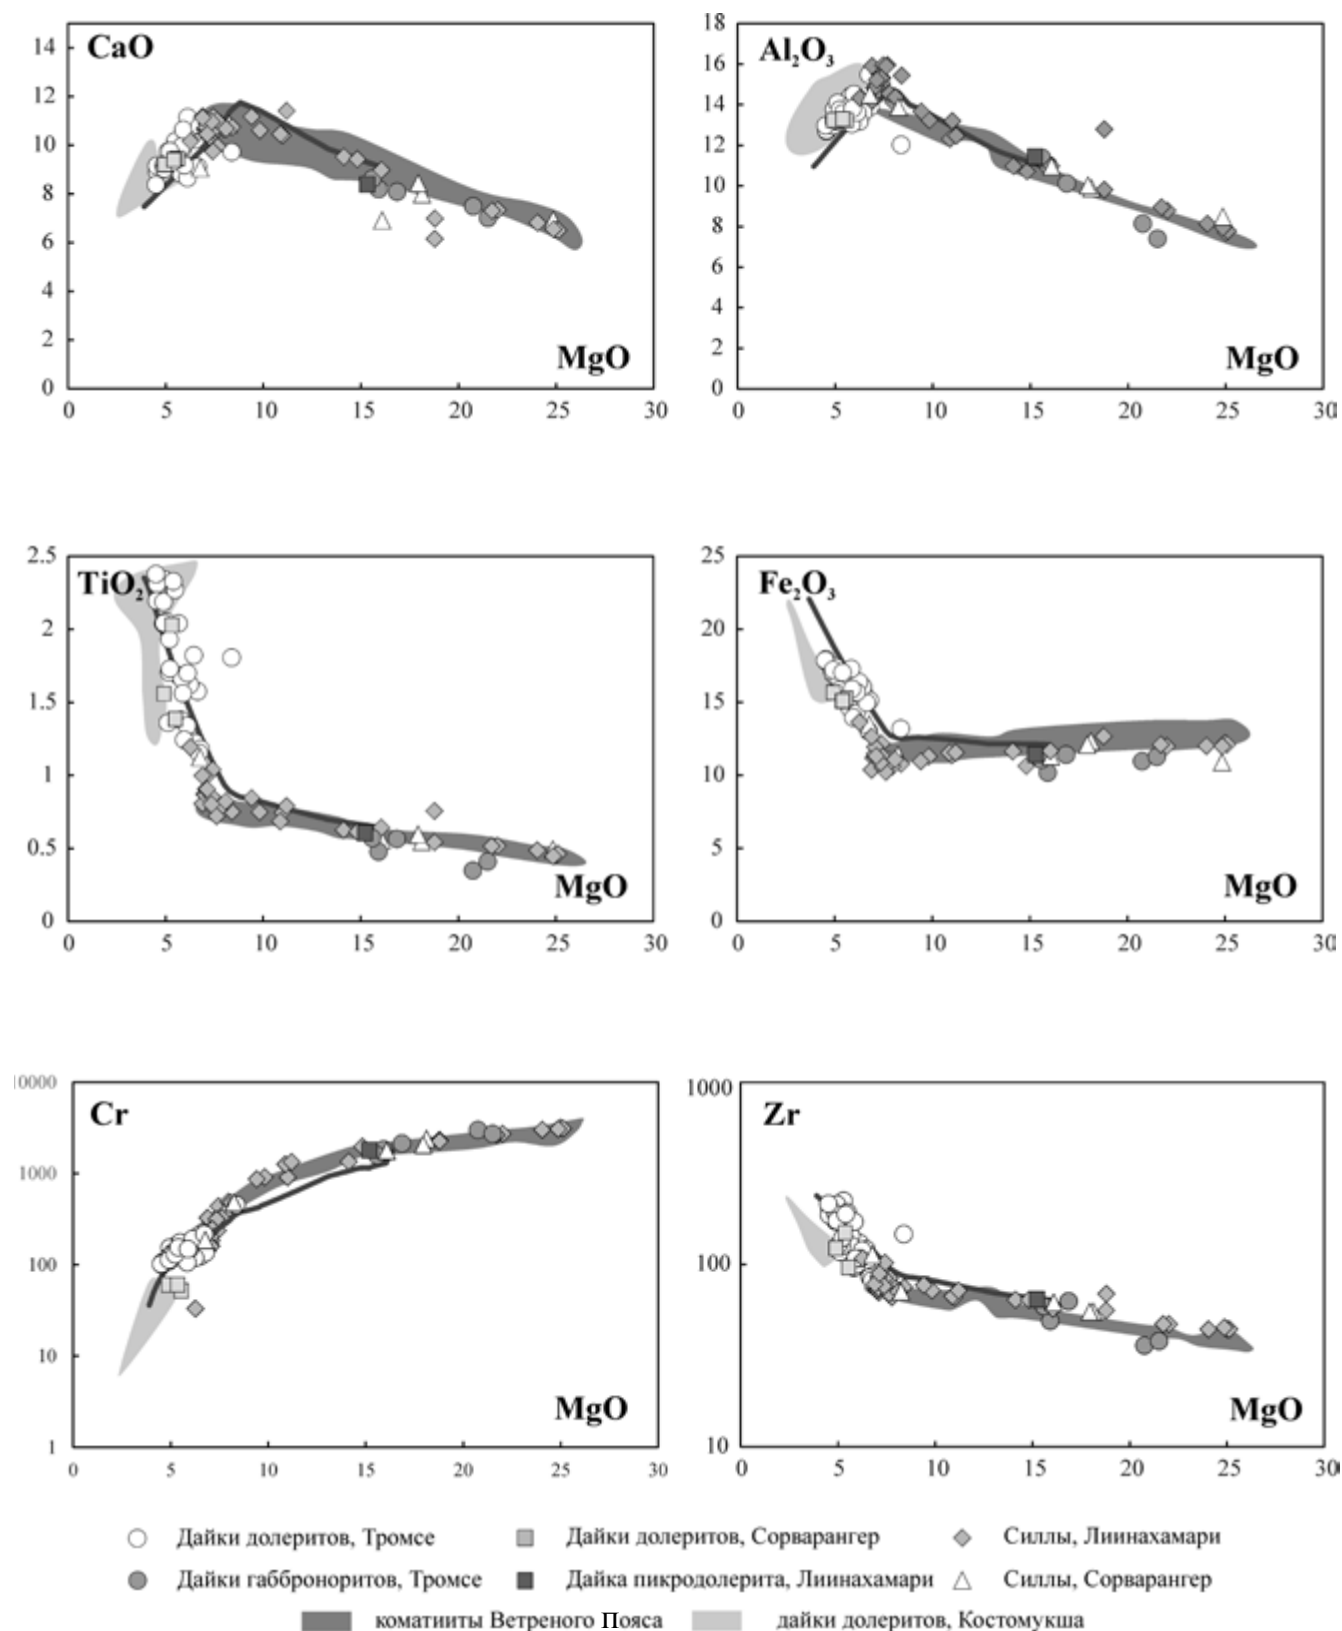 CaO
14
12
10
8
6
4
2
0
0 5 10 15 20 25 30
MgO
Al₂O₃
18
16
14
12
10
8
6
4
2
0
0 5 10 15 20 25 30
MgO
TiO₂
2.5
2
1.5
1
0.5
0
0 5 10 15 20 25 30
MgO
Fe₂O₃
25
20
15
10
5
0
0 5 10 15 20 25 30
MgO
Cr
10000
1000
100
10
1
0 5 10 15 20 25 30
MgO
Zr
1000
100
10
0 5 10 15 20 25 30
MgO
Дайки долеритов, Тромсе
Дайки долеритов, Сорварангер
Силлы, Лиинахамари
Дайки габброноритов, Тромсе
Дайка пикродолерита, Лиинахамари
Силлы, Сорварангер
коматииты Ветреного Пояса
дайки долеритов, Костомукша